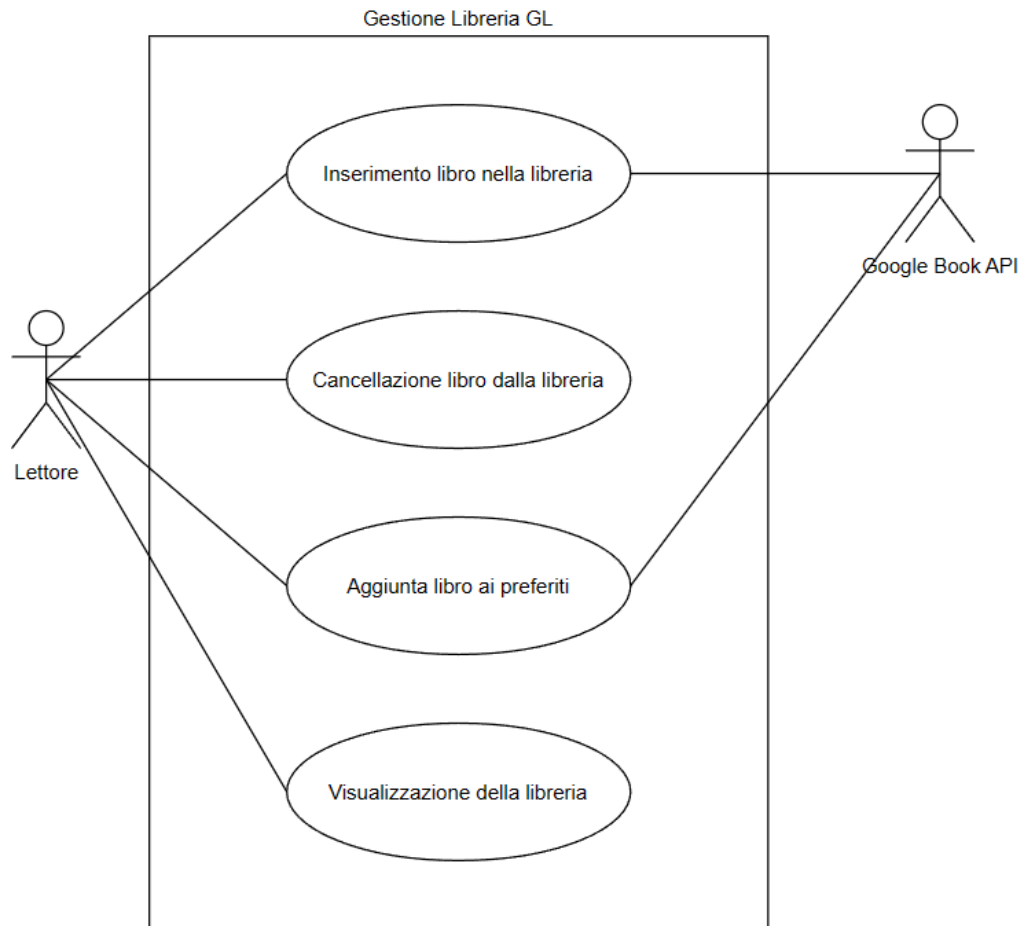 Gestione Libreria GL
Inserimento libro nella libreria
Google Book API
Cancellazione libro dalla libreria
Lettore
Aggiunta libro ai preferiti
Visualizzazione della libreria